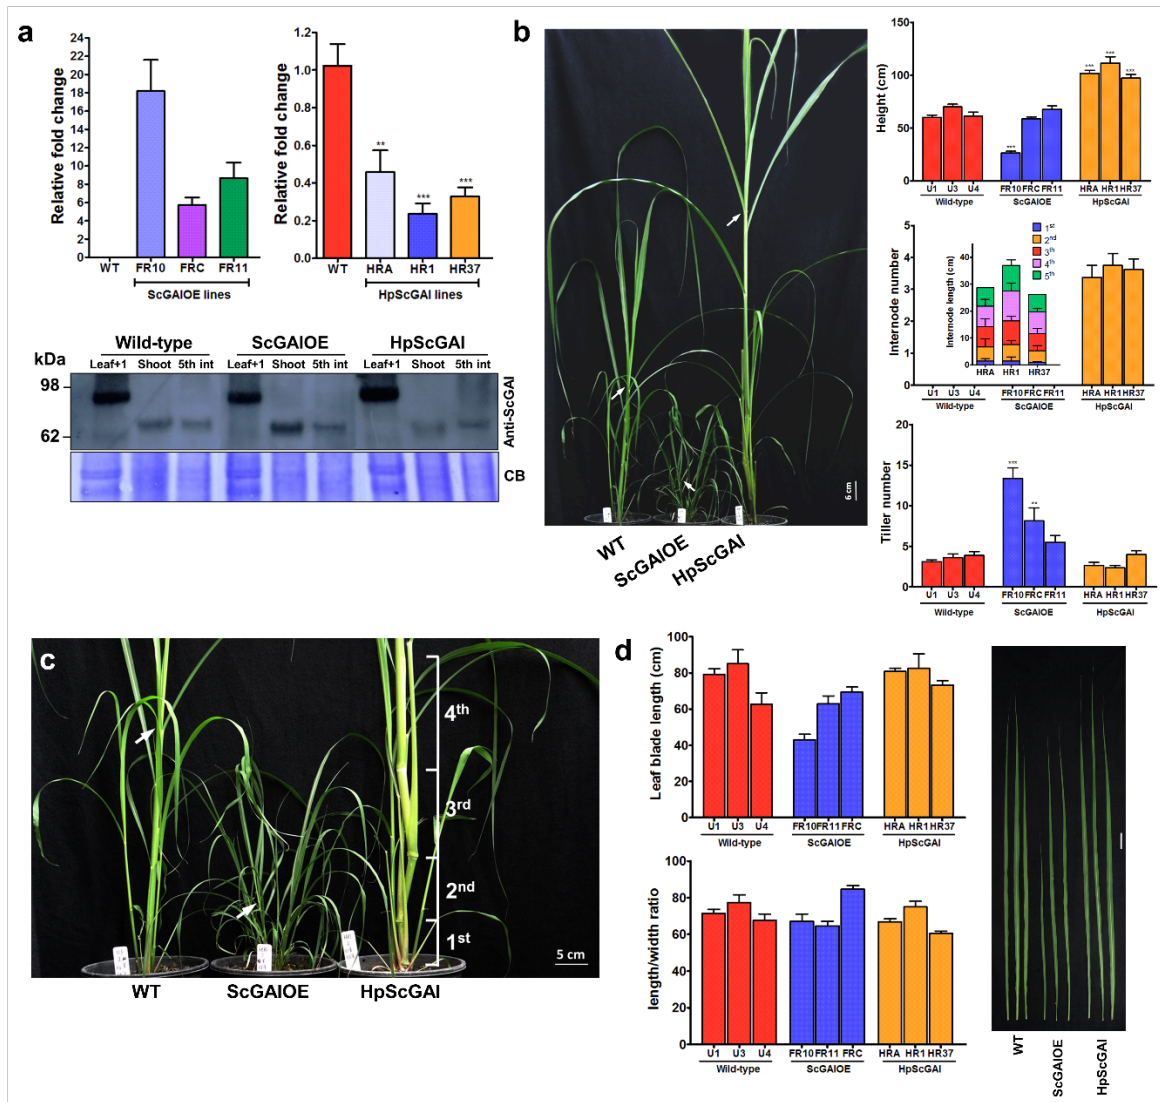 a
Relative fold change
24
22
20
18
16
14
12
10
8
6
4
2
0
WT
FR10
FRC
FR11
ScGAIOE lines
Relative fold change
1.2
1.0
0.8
0.6
0.4
0.2
0.0
**
***
***
WT
HRA
HR1
HR37
HpScGAI lines
Wild-type
ScGAIOE
HpScGAI
kDa
Leaf+1 Shoot 5th int Leaf+1 Shoot 5th int Leaf+1 Shoot 5th int
98
62
Anti-ScGAI
CB
b
WT
ScGAIOE
HpScGAI
6 cm
Height (cm)
150
100
50
0
***
***
***
***
U1 U3 U4
FR10 FRC FR11
HRA HR1 HR37
Wild-type
ScGAIOE
HpScGAI
Internode number
5
4
3
2
1
0
Internode length (cm)
40
30
20
10
0
HRA HR1 HR37
1st
2nd
3th
4th
5th
U1 U3 U4
FR10 FRC FR11
HRA HR1 HR37
Wild-type
ScGAIOE
HpScGAI
Tiller number
20
15
10
5
0
***
**
U1 U3 U4
FR10 FRC FR11
HRA HR1 HR37
Wild-type
ScGAIOE
HpScGAI
c
4th
3rd
2nd
1st
5 cm
WT
ScGAIOE
HpScGAI
d
Leaf blade length (cm)
100
80
60
40
20
0
U1 U3 U4
FR10 FR11 FRC
HRA HR1 HR37
Wild-type
ScGAIOE
HpScGAI
length/width ratio
100
80
60
40
20
0
U1 U3 U4
FR10 FR11 FRC
HRA HR1 HR37
Wild-type
ScGAIOE
HpScGAI
WT
ScGAIOE
HpScGAI